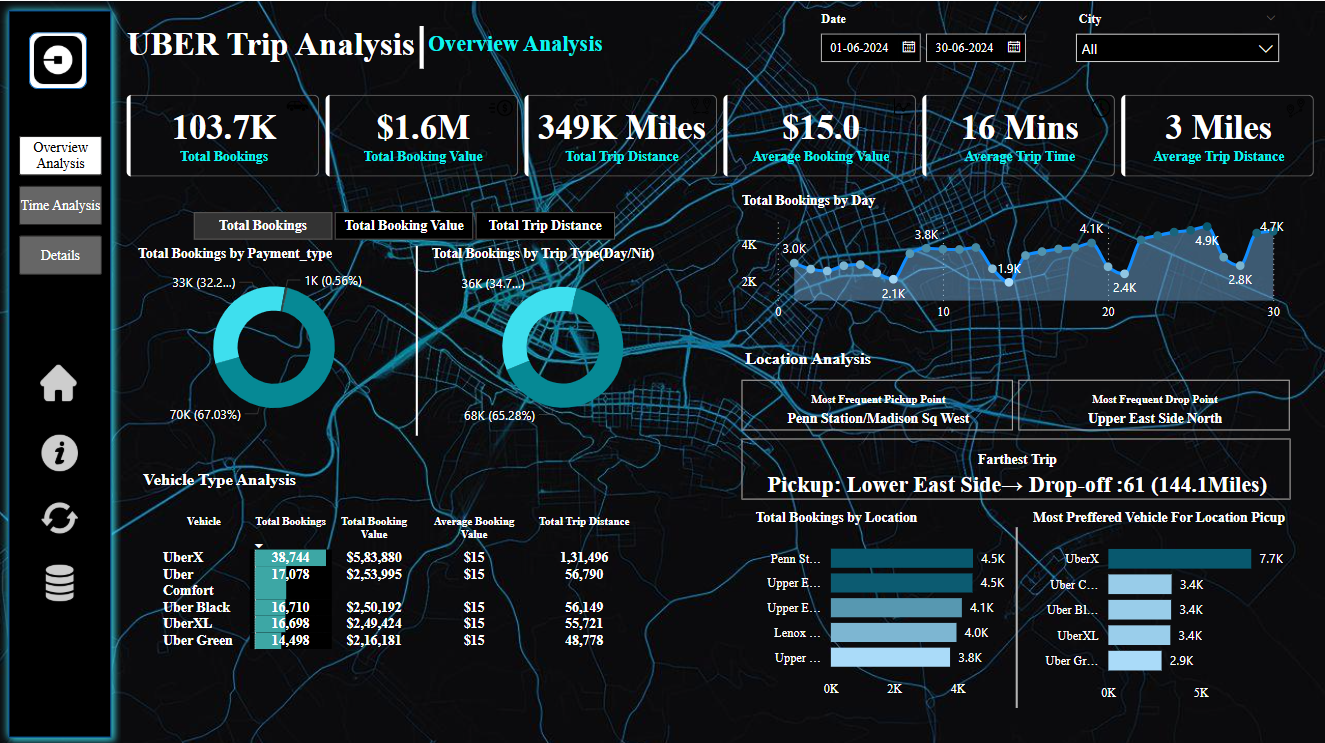 UBER Trip Analysis
Overview Analysis
Date
City
01-06-2024
30-06-2024
All
Overview
Analysis
Time Analysis
Details
103.7K
Total Bookings
$1.6M
Total Booking Value
349K Miles
Total Trip Distance
$15.0
Average Booking Value
16 Mins
Average Trip Time
3 Miles
Average Trip Distance
Total Bookings
Total Booking Value
Total Trip Distance
Total Bookings by Payment_type
33K (32.2...)
1K (0.56%)
70K (67.03%)
Total Bookings by Trip Type(Day/Nit)
36K (34.7...)
68K (65.28%)
Total Bookings by Day
4K
2K
3.0K
2.1K
3.8K
1.9K
4.1K
2.4K
4.9K
2.8K
4.7K
0
10
20
30
Location Analysis
Most Frequent Pickup Point
Penn Station/Madison Sq West
Most Frequent Drop Point
Upper East Side North
Farthest Trip
Pickup: Lower East Side→ Drop-off :61 (144.1Miles)
Vehicle Type Analysis
Vehicle
Total Bookings
Total Booking
Value
Average Booking
Value
Total Trip Distance
UberX 38,744 $5,83,880 $15 1,31,496
Uber 17,078 $2,53,995 $15 56,790
Comfort
Uber Black 16,710 $2,50,192 $15 56,149
UberXL 16,698 $2,49,424 $15 55,721
Uber Green 14,498 $2,16,181 $15 48,778
Total Bookings by Location
Penn St... 4.5K
Upper E... 4.5K
Upper E... 4.1K
Lenox ... 4.0K
Upper ... 3.8K
0K 2K 4K
Most Preffered Vehicle For Location Picup
UberX 7.7K
Uber C... 3.4K
Uber Bl... 3.4K
UberXL 3.4K
Uber Gr... 2.9K
0K 5K